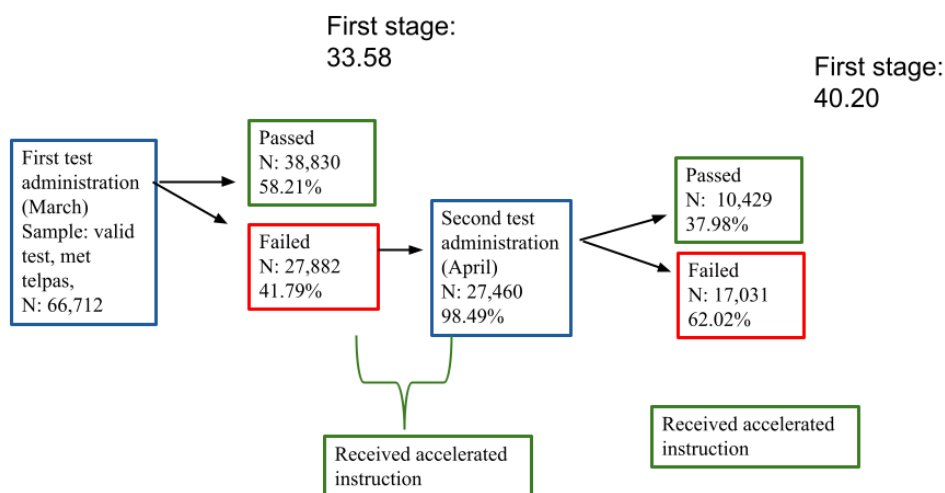 First stage:
33.58
First stage:
40.20
First test
administration
(March)
Sample: valid
test, met
telpas,
N: 66,712
Passed
N: 38,830
58.21%
Failed
N: 27,882
41.79%
Second test
administration
(April)
N: 27,460
98.49%
Passed
N: 10,429
37.98%
Failed
N: 17,031
62.02%
Received accelerated
instruction
Received accelerated
instruction